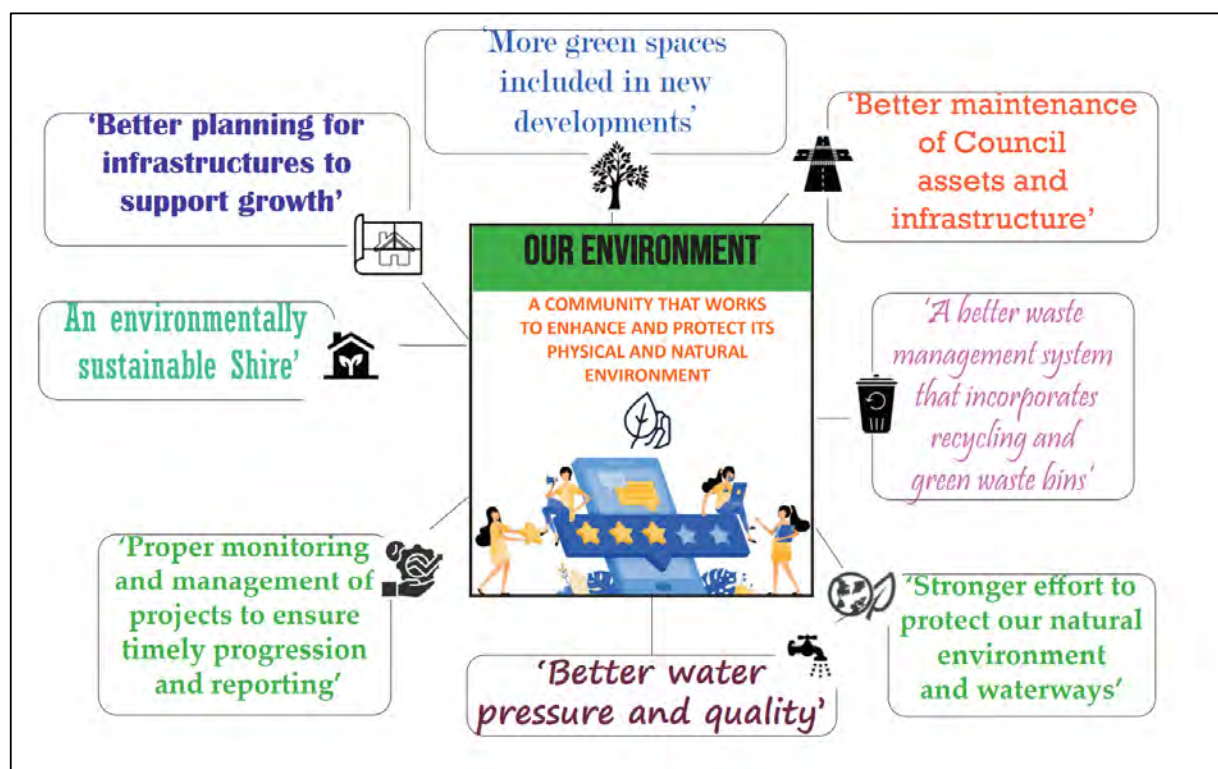 ‘More green spaces
included in new
developments’
‘Better planning for
infrastructures to
support growth’
‘Better maintenance
of Council
assets and
infrastructure’
OUR ENVIRONMENT
A COMMUNITY THAT WORKS
TO ENHANCE AND PROTECT ITS
PHYSICAL AND NATURAL
ENVIRONMENT
An environmentally
sustainable Shire’
‘A better waste
management system
that incorporates
recycling and
green waste bins’
‘Proper monitoring
and management of
projects to ensure
timely progression
and reporting’
‘Stronger effort to
protect our natural
environment
and waterways’
‘Better water
pressure and quality’